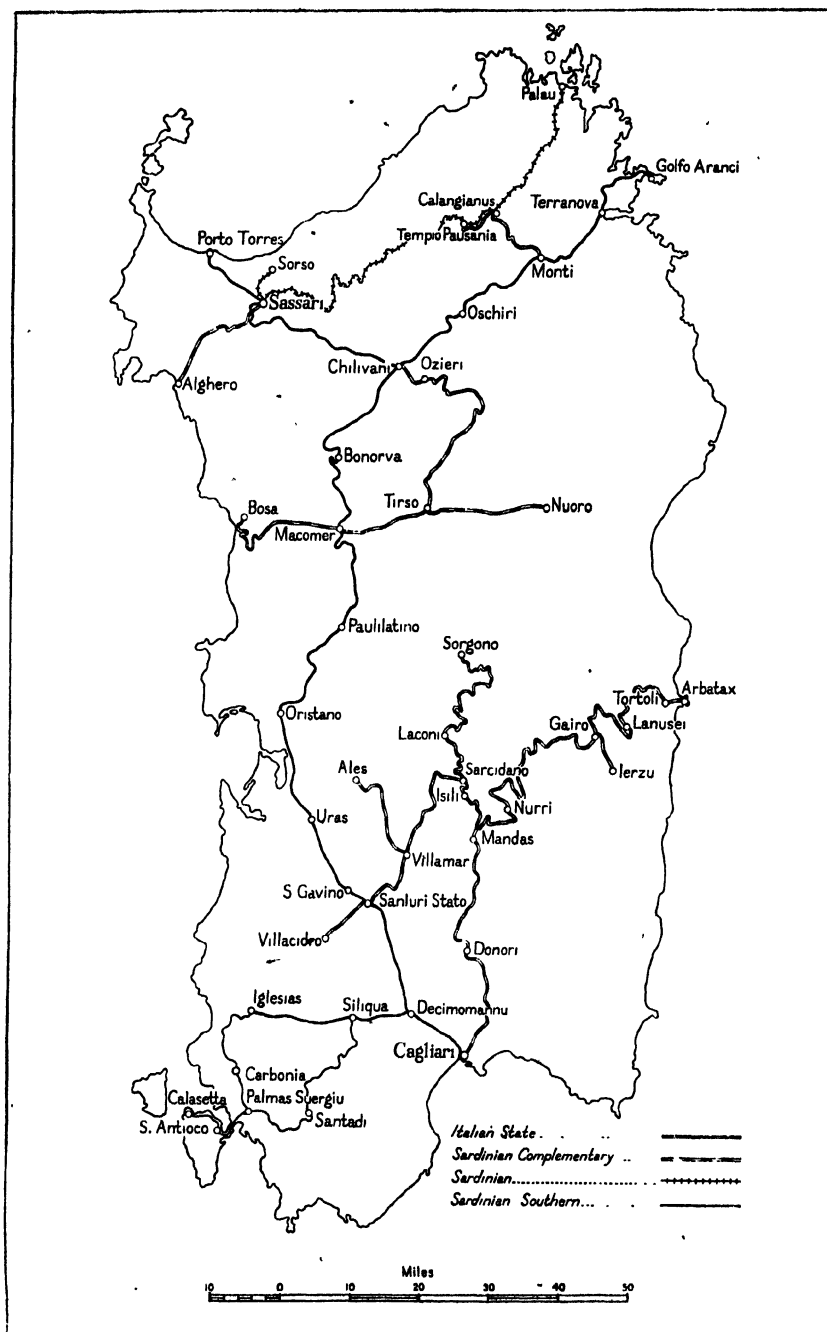 Palau
Golfo Aranci
Calangianus
Terranova
Tempio Pausania
Porto Torres
Sorso
Monti
Sassari
Oschiri
Chilivani
Ozieri
Alghero
Bonorva
Bosa
Tirso
Nuoro
Macomer
Paulilatino
Sorgono
Arbatax
Tortoli
Oristano
Laconi
Gairo
Lanusei
Ales
Sarcidano
Ierzu
Isili
Nurri
Uras
Mandas
Villamar
S Gavino
Sanluri Stato
Villacidro
Donori
Iglesias
Siliqua
Decimomannu
Cagliari
Carbonia
Calasetta
Palmas Suergiu
S. Antioco
Santadi
Italian State . . ..
Sardinian Complementary ..
Sardinian
Sardinian Southern
Miles
10 0 10 20 30 40 50